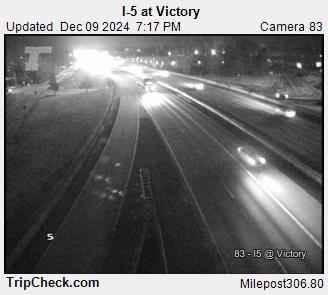 I-5 at Victory
Updated Dec 09 2024 7:17 PM Camera 83
T
S
83 - I5 @ Victory
TripCheck.com Milepost306.80